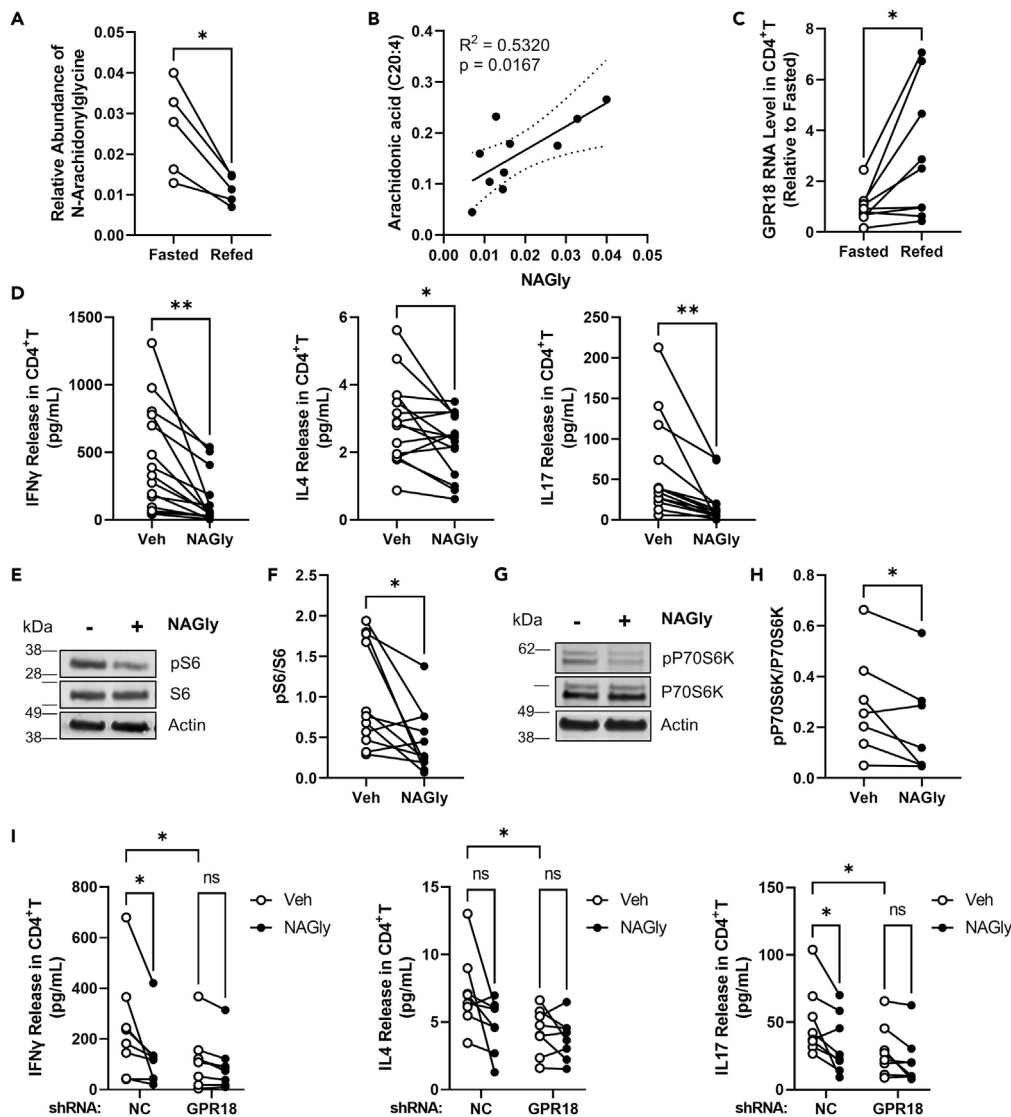 A
Relative Abundance of
N-Arachidonylglycine
0.05
0.04
0.03
0.02
0.01
0.00
*
Fasted Refed
B
Arachidonic acid (C20:4)
0.4
0.3
0.2
0.1
0.0
R² = 0.5320
p = 0.0167
0.00 0.01 0.02 0.03 0.04 0.05
NAGly
C
GPR18 RNA Level in CD4⁺T
(Relative to Fasted)
8
6
4
2
0
*
Fasted Refed
D
IFNγ Release in CD4⁺T
(pg/mL)
1500
1000
500
0
**
Veh NAGly
IL4 Release in CD4⁺T
(pg/mL)
6
4
2
0
*
Veh NAGly
IL17 Release in CD4⁺T
(pg/mL)
250
200
150
100
50
0
**
Veh NAGly
E
kDa - + NAGly
38
28
pS6
S6
49
38
Actin
F
pS6/S6
2.5
2.0
1.5
1.0
0.5
0.0
*
Veh NAGly
G
kDa - + NAGly
62
pP70S6K
P70S6K
49
38
Actin
H
pP70S6K/P70S6K
0.8
0.6
0.4
0.2
0.0
*
Veh NAGly
I
IFNγ Release in CD4⁺T
(pg/mL)
800
600
400
200
0
*
*
ns
Veh
NAGly
shRNA: NC GPR18
IL4 Release in CD4⁺T
(pg/mL)
15
10
5
0
*
ns
ns
Veh
NAGly
shRNA: NC GPR18
IL17 Release in CD4⁺T
(pg/mL)
150
100
50
0
*
*
ns
Veh
NAGly
shRNA: NC GPR18